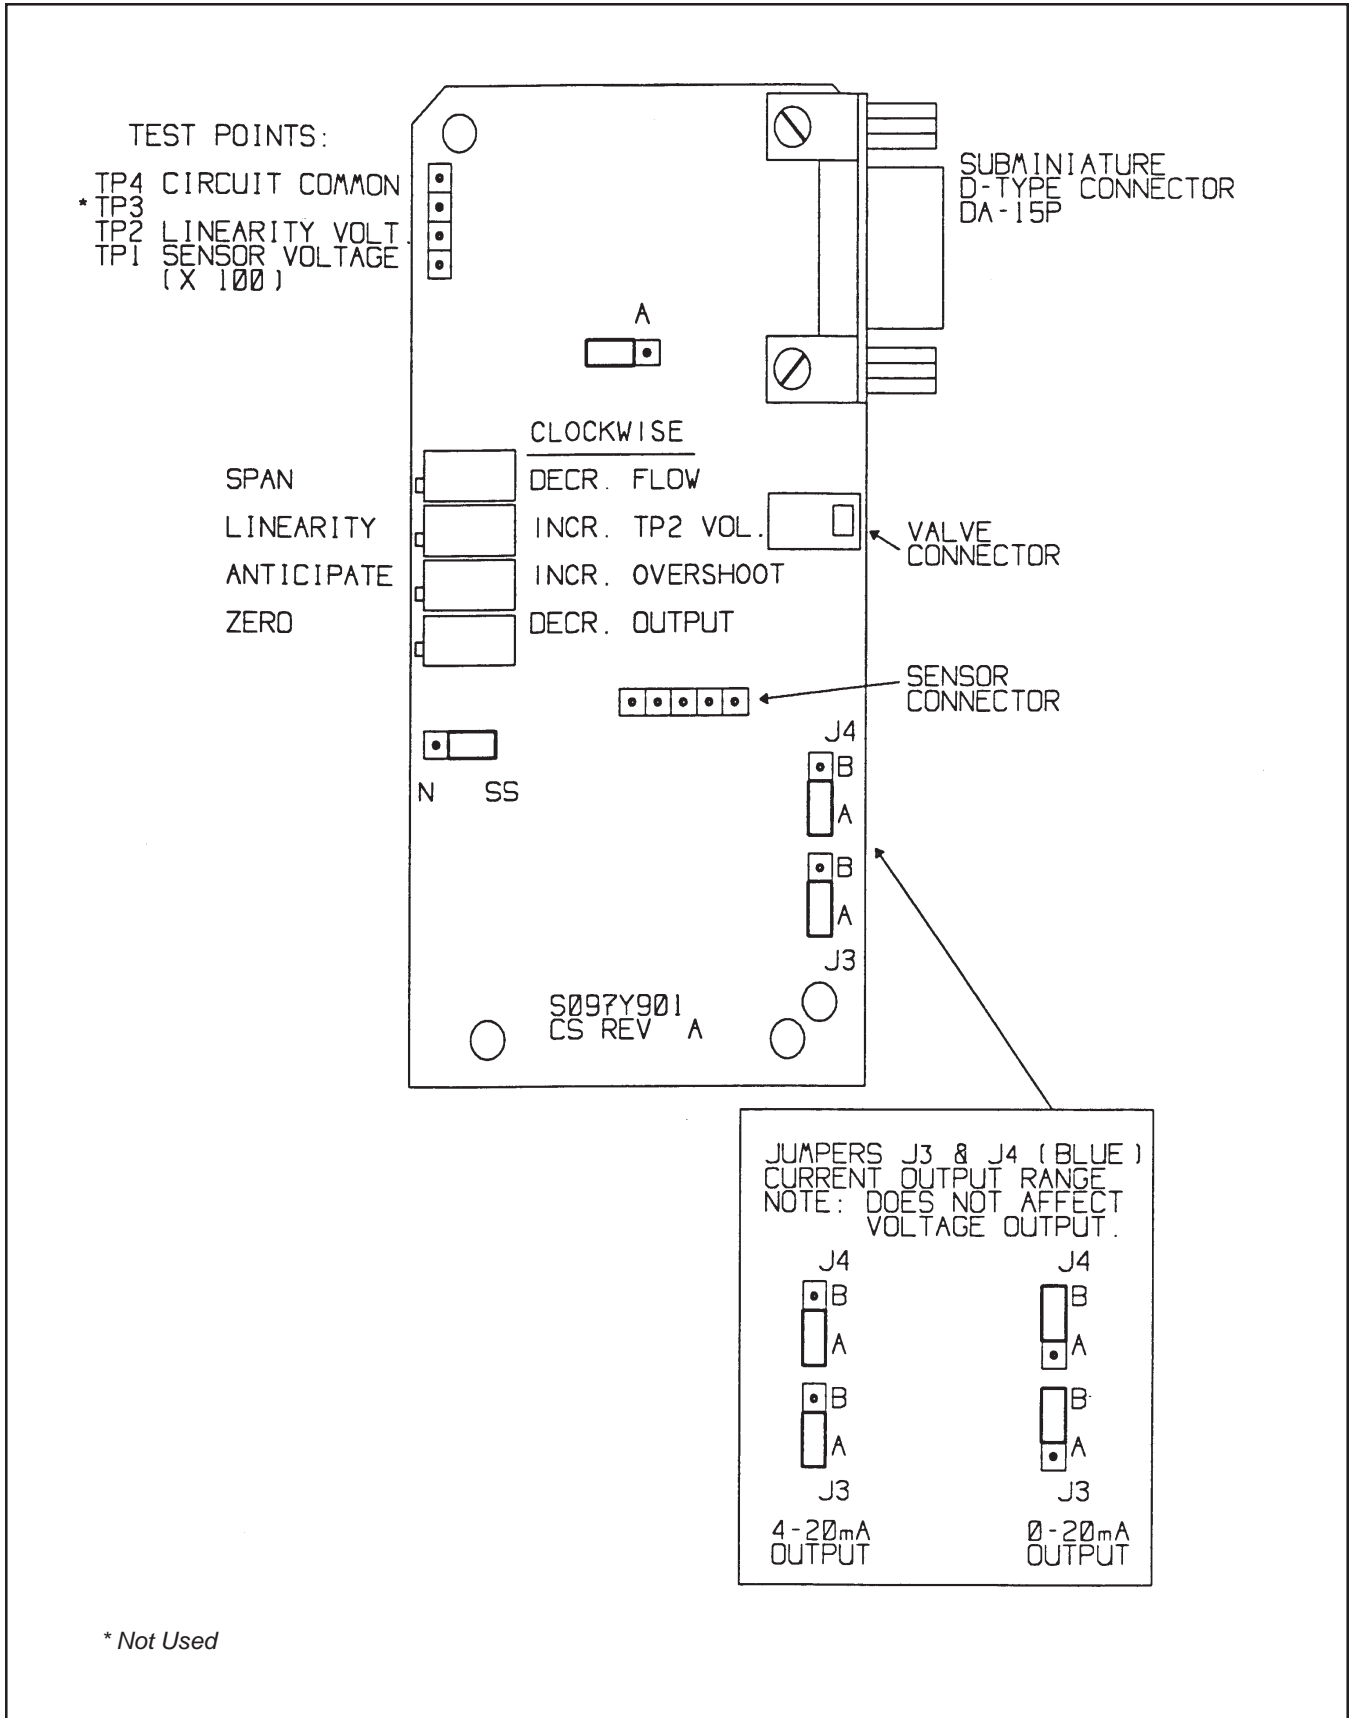 TEST POINTS:
TP4 CIRCUIT COMMON
*TP3
TP2 LINEARITY VOLT.
TP1 SENSOR VOLTAGE
(X 100)
SUBMINIATURE
D-TYPE CONNECTOR
DA-15P
A
CLOCKWISE
SPAN DECR. FLOW
LINEARITY INCR. TP2 VOL.
ANTICIPATE INCR. OVERSHOOT
ZERO DECR. OUTPUT
VALVE
CONNECTOR
SENSOR
CONNECTOR
N SS
J4
B
A
B
A
J3
S097Y901
CS REV A
JUMPERS J3 & J4 (BLUE)
CURRENT OUTPUT RANGE
NOTE: DOES NOT AFFECT
VOLTAGE OUTPUT.
J4 J4
B B
A A
B B
A A
J3 J3
4-20mA 0-20mA
OUTPUT OUTPUT
* Not Used